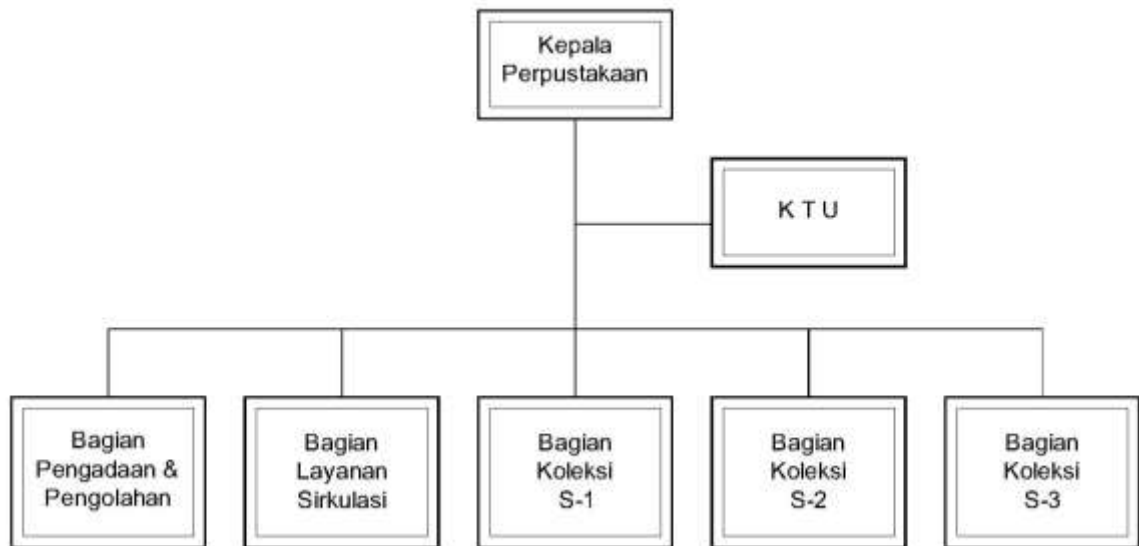 Kepala
Perpustakaan
K T U
Bagian
Pengadaan &
Pengolahan
Bagian
Layanan
Sirkulasi
Bagian
Koleksi
S-1
Bagian
Koleksi
S-2
Bagian
Koleksi
S-3